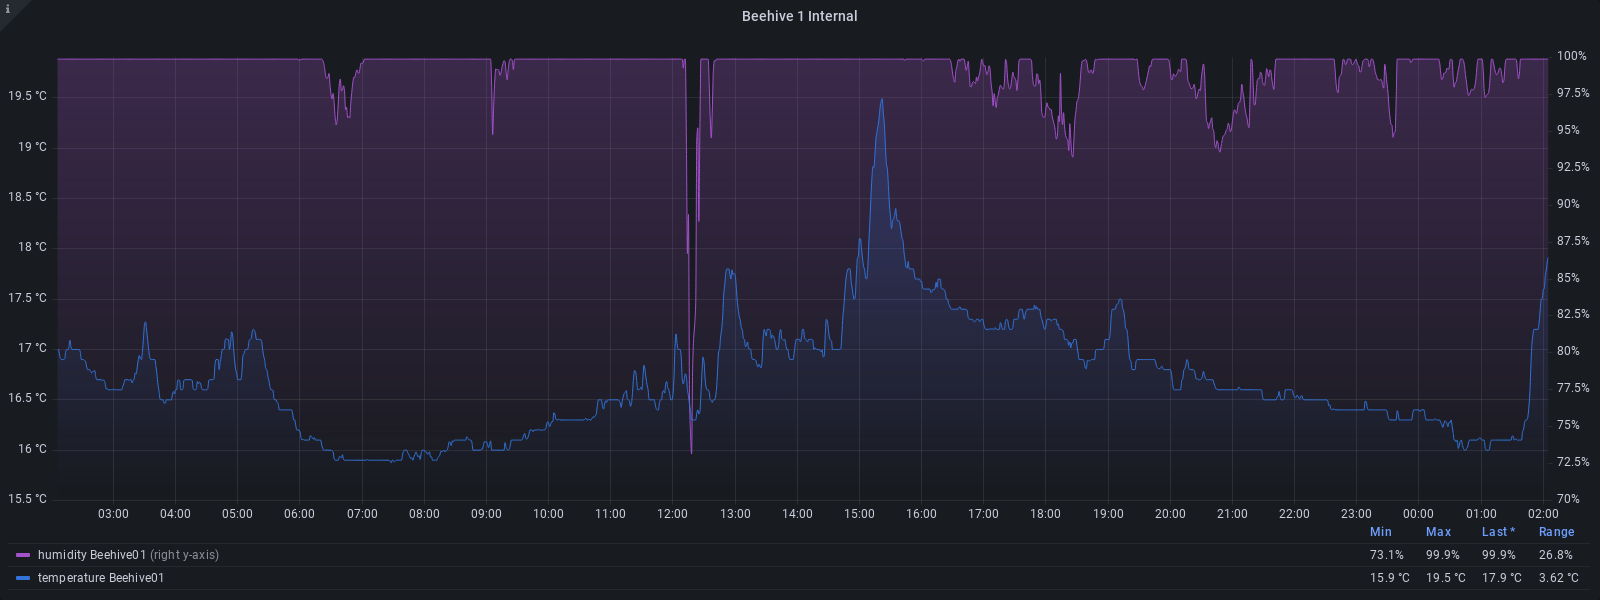 i
Beehive 1 Internal
19.5 °C
19 °C
18.5 °C
18 °C
17.5 °C
17 °C
16.5 °C
16 °C
15.5 °C
100%
97.5%
95%
92.5%
90%
87.5%
85%
82.5%
80%
77.5%
75%
72.5%
70%
03:00 04:00 05:00 06:00 07:00 08:00 09:00 10:00 11:00 12:00 13:00 14:00 15:00 16:00 17:00 18:00 19:00 20:00 21:00 22:00 23:00 00:00 01:00 02:00
Min Max Last * Range
humidity Beehive01 (right y-axis) 73.1% 99.9% 99.9% 26.8%
temperature Beehive01 15.9 °C 19.5 °C 17.9 °C 3.62 °C